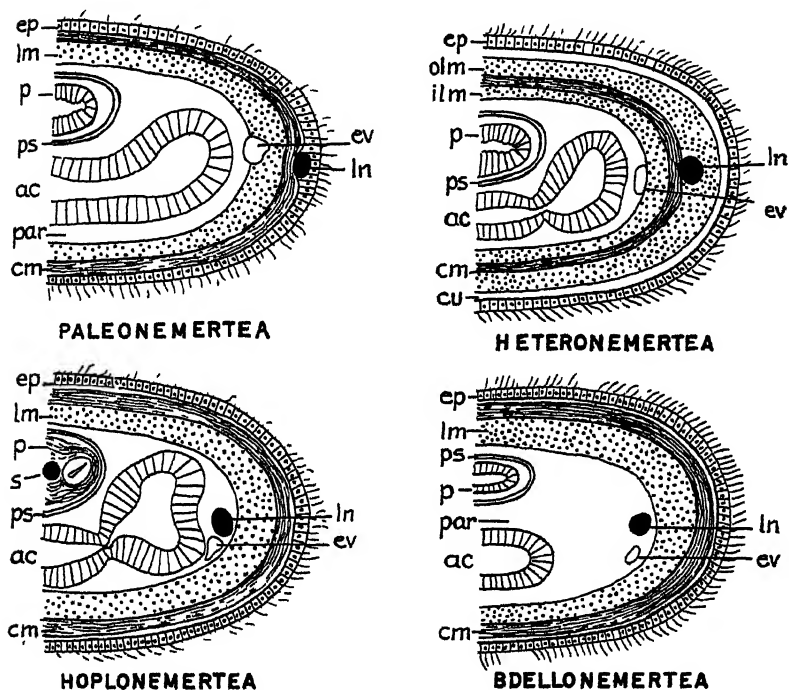 ep
lm
p
ps
ac
par
cm
ev
ln
PALEONEMERTEA
ep
olm
ilm
p
ps
ac
cm
cu
ln
ev
HETERONEMERTEA
ep
lm
p
s
ps
ac
cm
ln
ev
HOPLONEMERTEA
ep
lm
ps
p
par
ac
cm
ln
ev
BDELLONEMERTEA